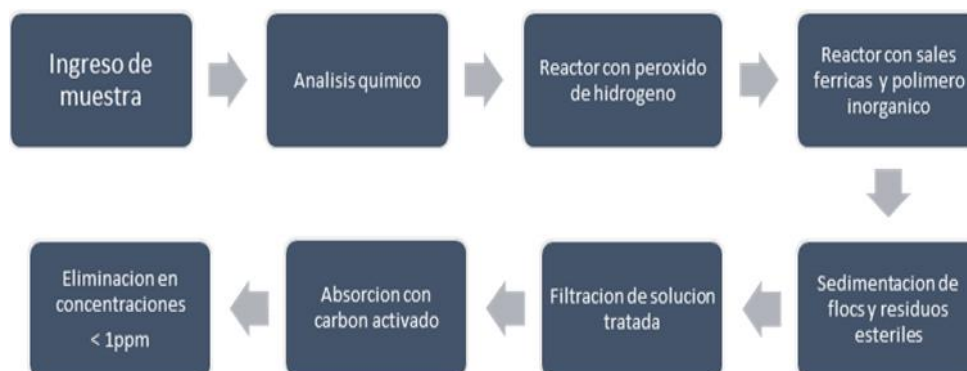 Ingreso de
muestra
Analisis quimico
Reactor con peroxido
de hidrogeno
Reactor con sales
ferricas y polimero
inorganico
Sedimentacion de
flocs y residuos
esteriles
Filtracion de solucion
tratada
Absorcion con
carbon activado
Eliminacion en
concentraciones
< 1ppm